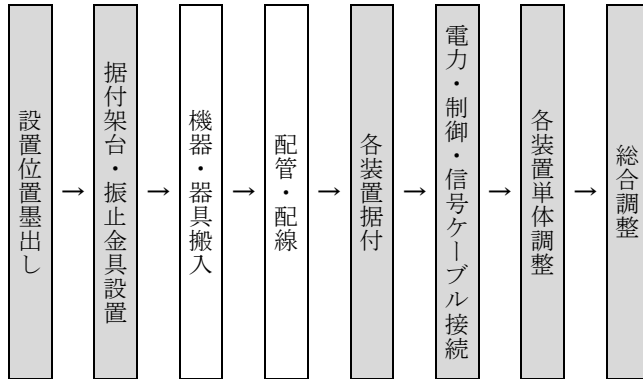 設置位置墨出し
→
据付架台・振止金具設置
→
機器・器具搬入
→
配管・配線
→
各装置据付
→
電力・制御・信号ケーブル接続
→
各装置単体調整
→
総合調整